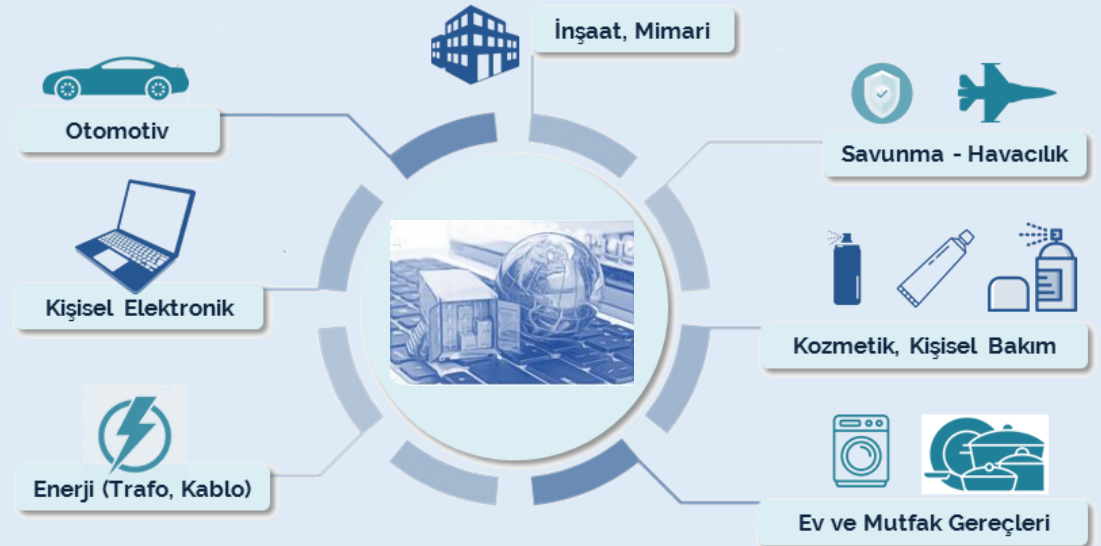 İnşaat, Mimari
Otomotiv
Savunma - Havacılık
Kişisel Elektronik
Kozmetik, Kişisel Bakım
Enerji (Trafo, Kablo)
Ev ve Mutfak Gereçleri